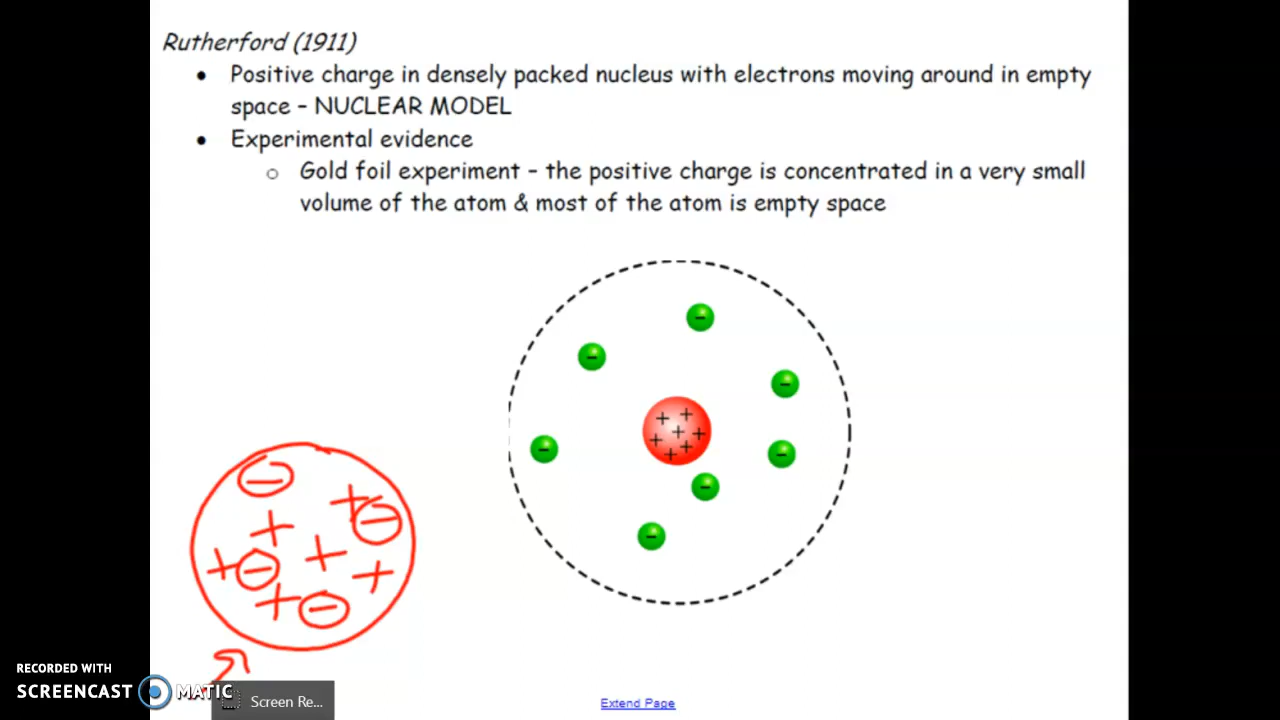 Rutherford (1911)
• Positive charge in densely packed nucleus with electrons moving around in empty
space – NUCLEAR MODEL
• Experimental evidence
o Gold foil experiment – the positive charge is concentrated in a very small
volume of the atom & most of the atom is empty space
-
-
-
+ +
+ + +
+ +
+
-
-
-
-
-
+ -
+
+ - + +
+ -
RECORDED WITH
SCREENCAST MATIC
Screen Re...
Extend Page